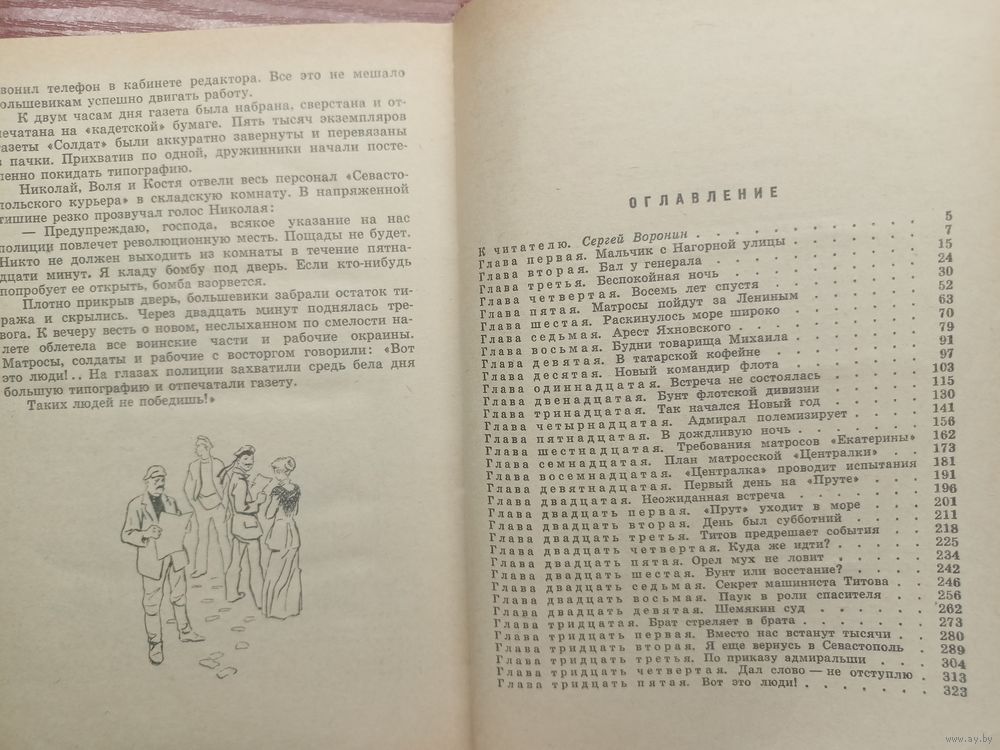 вонил телефон в кабинете редактора. Все это не мешало
ольшевикам успешно двигать работу.
К двум часам дня газета была набрана, сверстана и от-
печатана на «кадетской» бумаге. Пять тысяч экземпляров
газеты «Солдат» были аккуратно завернуты и перевязаны
в пачки. Прихватив по одной, дружинники начали посте-
пенно покидать типографию.
Николай, Воля и Костя отвели весь персонал «Севасто-
польского курьера» в складскую комнату. В напряженной
тишине резко прозвучал голос Николая:
— Предупреждаю, господа, всякое указание на нас
полиции повлечет революционную месть. Пощады не будет.
Никто не должен выходить из комнаты в течение пятна-
дцати минут. Я кладу бомбу под дверь. Если кто-нибудь
попробует ее открыть, бомба взорвется.
Плотно прикрыв дверь, большевики забрали остаток ти-
ража и скрылись. Через двадцать минут поднялась тре-
вога. К вечеру весть о новом, неслыханном по смелости на-
лете облетела все воинские части и рабочие окраины.
Матросы, солдаты и рабочие с восторгом говорили: «Вот
это люди!.. На глазах полиции захватили средь бела дня
большую типографию и отпечатали газету.
Таких людей не победишь!»
ОГЛАВЛЕНИЕ
К читателю. Сергей Воронин . . . . . . . . . . . 5
Глава первая. Мальчик с Нагорной улицы . . . . 7
Глава вторая. Бал у генерала . . . . . . . . . 15
Глава третья. Беспокойная ночь . . . . . . . . 24
Глава четвертая. Восемь лет спустя . . . . . . 30
Глава пятая. Матросы пойдут за Лениным . . . . 52
Глава шестая. Раскинулось море широко . . . . . 63
Глава седьмая. Арест Яхновского . . . . . . . . 70
Глава восьмая. Будни товарища Михаила . . . . . 79
Глава девятая. В татарской кофейне . . . . . . 91
Глава десятая. Новый командир флота . . . . . . 97
Глава одиннадцатая. Встреча не состоялась . . . 103
Глава двенадцатая. Бунт флотской дивизии . . . 115
Глава тринадцатая. Так начался Новый год . . . 130
Глава четырнадцатая. Адмирал полемизирует . . . 141
Глава пятнадцатая. В дождливую ночь . . . . . . 156
Глава шестнадцатая. Требования матросов «Екатерины» 162
Глава семнадцатая. План матросской «Централки» . . 173
Глава восемнадцатая. «Централка» проводит испытания 181
Глава девятнадцатая. Первый день на «Пруте» . . . 191
Глава двадцатая. Неожиданная встреча . . . . . 196
Глава двадцать первая. «Прут» уходит в море . . . 201
Глава двадцать вторая. День был субботний . . . . 211
Глава двадцать третья. Титов предрешает события . . 218
Глава двадцать четвертая. Куда же идти? . . . . . 225
Глава двадцать пятая. Орел мух не ловит . . . . . 234
Глава двадцать шестая. Бунт или восстание? . . . . 242
Глава двадцать седьмая. Секрет машиниста Титова . . 246
Глава двадцать восьмая. Паук в роли спасителя . . 256
Глава двадцать девятая. Шемякин суд . . . . . . 262
Глава тридцатая. Брат стреляет в брата . . . . . 273
Глава тридцать первая. Вместо нас встанут тысячи . . 280
Глава тридцать вторая. Я еще вернусь в Севастополь . 289
Глава тридцать третья. По приказу адмиральши . . . 304
Глава тридцать четвертая. Дал слово — не отступлю . 313
Глава тридцать пятая. Вот это люди! . . . . . . . 323
www.ay.by